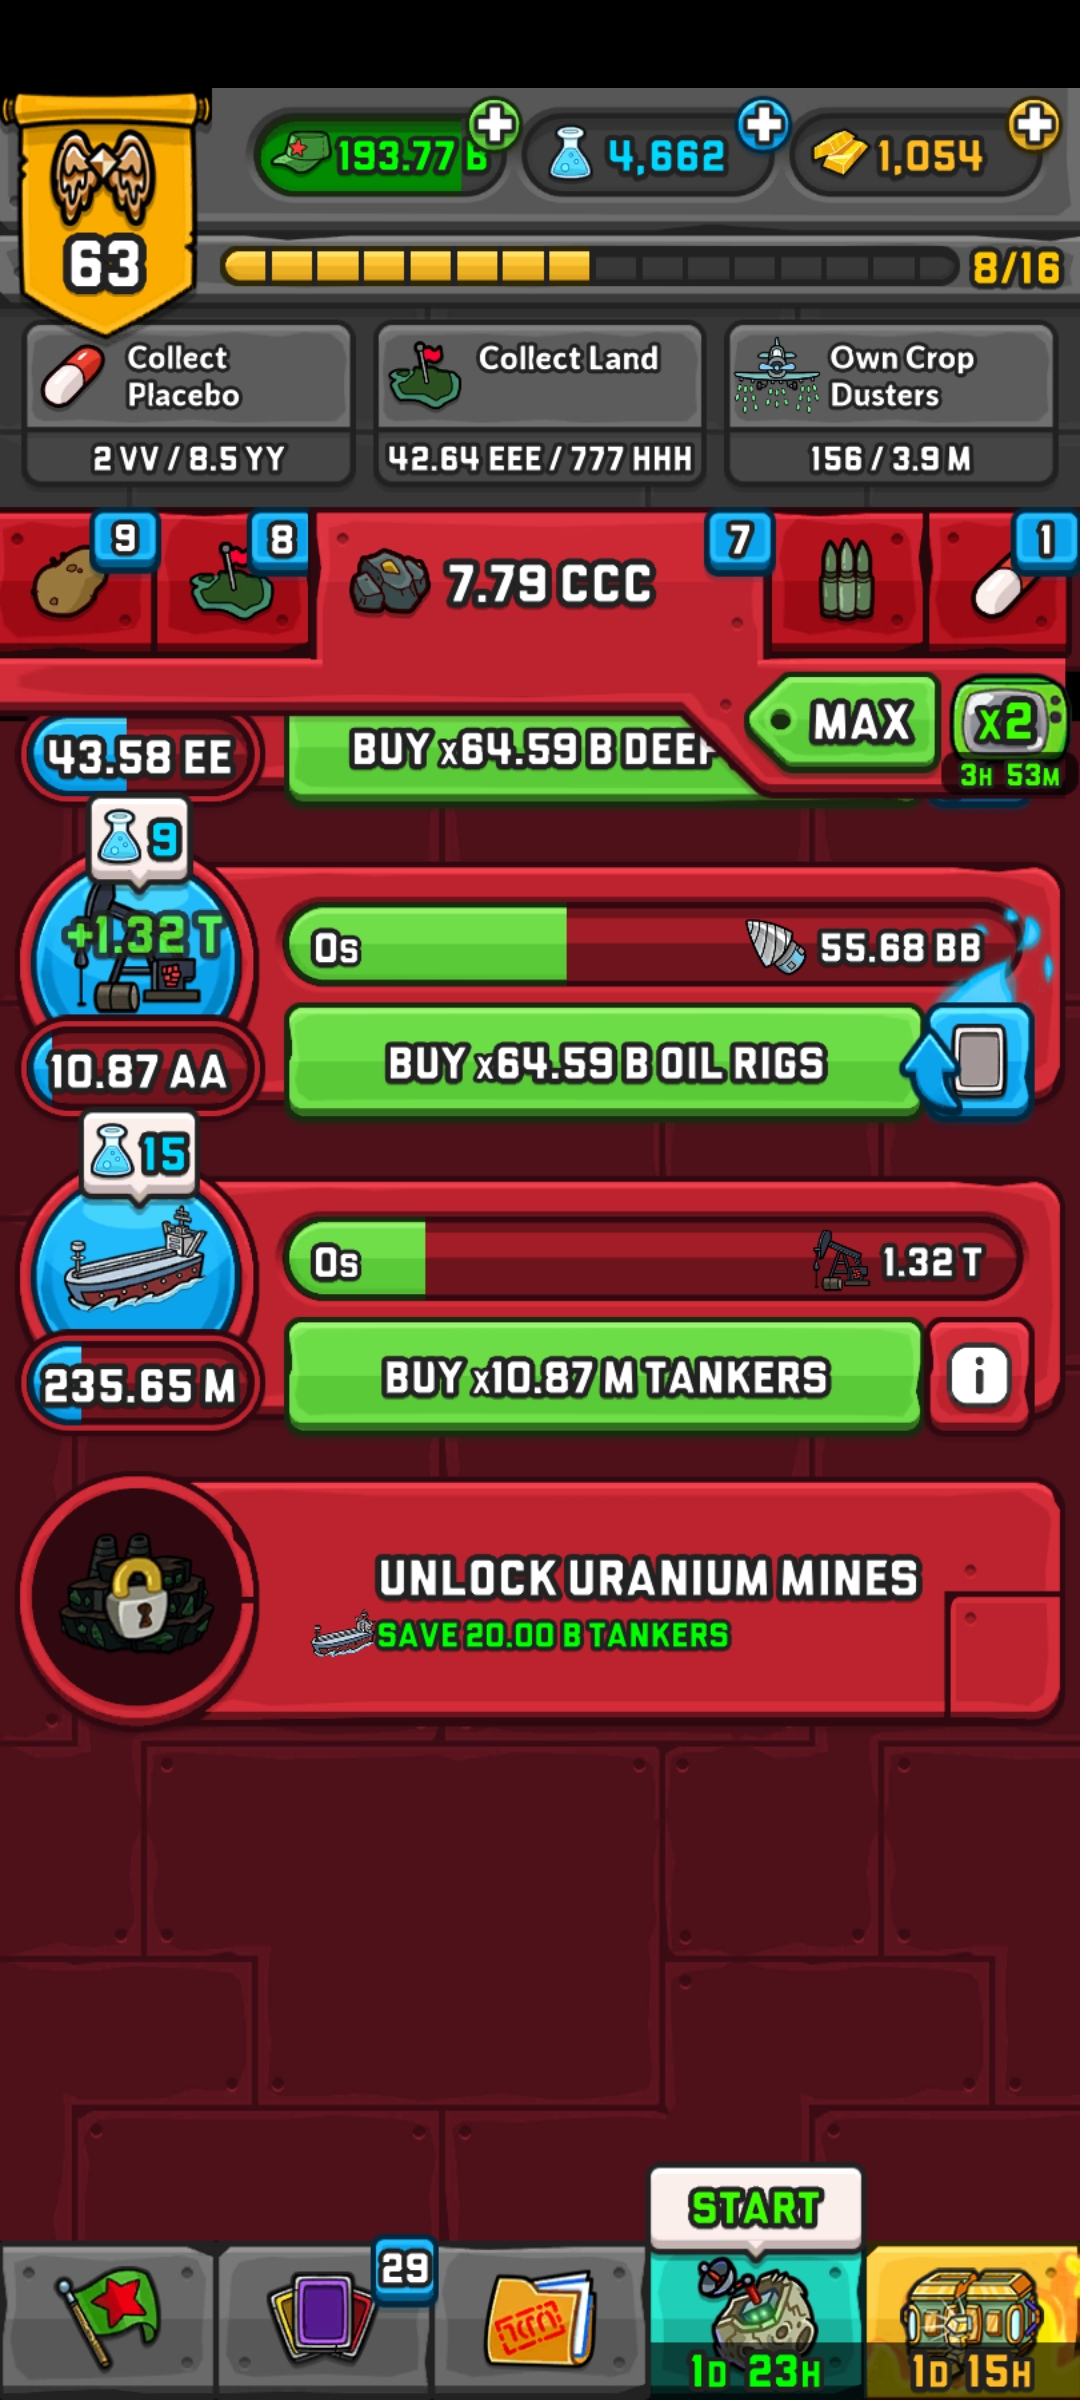 193.77 B
4,662
1,054
63
8/16
Collect
Placebo
2 VV / 8.5 YY
Collect Land
42.64 EEE / 777 HHH
Own Crop
Dusters
156 / 3.9 M
9
8
7.79 CCC
7
1
MAX
x2
3H 53M
43.58 EE
BUY x64.59 B DEEP
9
+1.32 T
0s
55.68 BB
10.87 AA
BUY x64.59 B OIL RIGS
15
0s
1.32 T
235.65 M
BUY x10.87 M TANKERS
i
UNLOCK URANIUM MINES
SAVE 20.00 B TANKERS
START
29
1D 23H
1D 15H